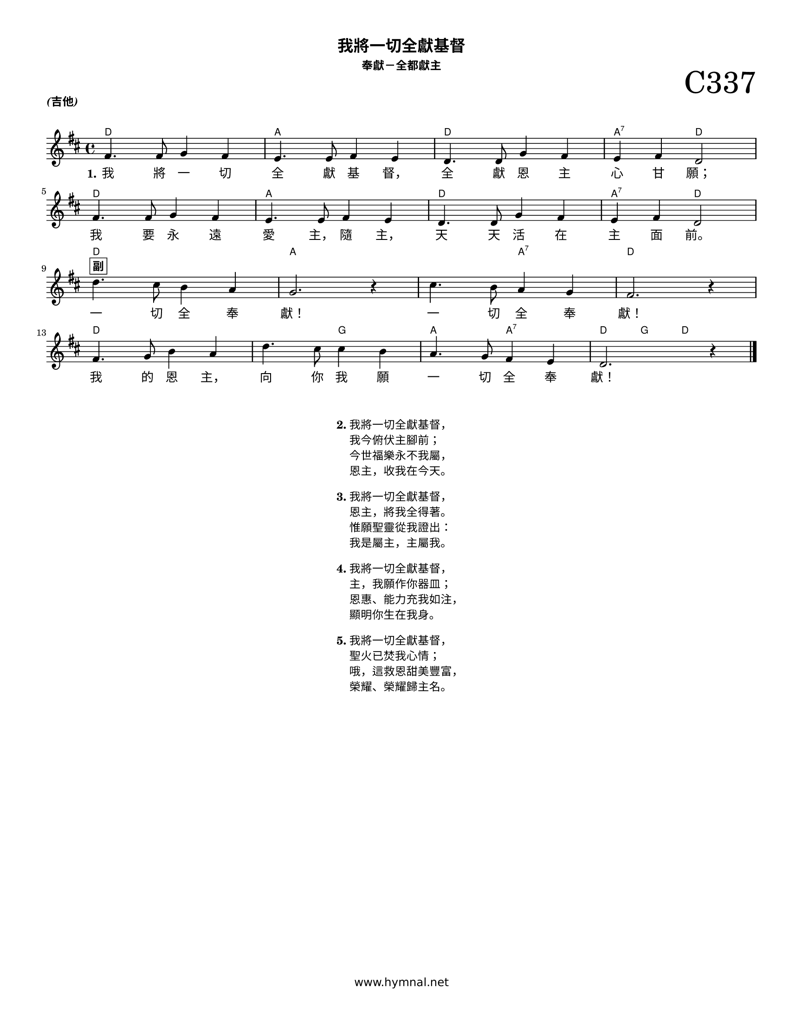 我將一切全獻基督
奉獻－全都獻主
C337
(吉他)
D A D A7 D
1. 我 將 一 切 全 獻 基 督， 全 獻 恩 主 心 甘 願；
5
D A D A7 D
我 要 永 遠 愛 主，隨 主， 天 天 活 在 主 面 前。
9
D A A7 D
副
一 切 全 奉 獻！ 一 切 全 奉 獻！
13
D G A A7 D G D
我 的 恩 主， 向 你 我 願 一 切 全 奉 獻！
2. 我將一切全獻基督，
我今俯伏主腳前；
今世福樂永不我屬，
恩主，收我在今天。
3. 我將一切全獻基督，
恩主，將我全得著。
惟願聖靈從我證出：
我是屬主，主屬我。
4. 我將一切全獻基督，
主，我願作你器皿；
恩惠、能力充我如注，
顯明你生在我身。
5. 我將一切全獻基督，
聖火已焚我心情；
哦，這救恩甜美豐富，
榮耀、榮耀歸主名。
www.hymnal.net